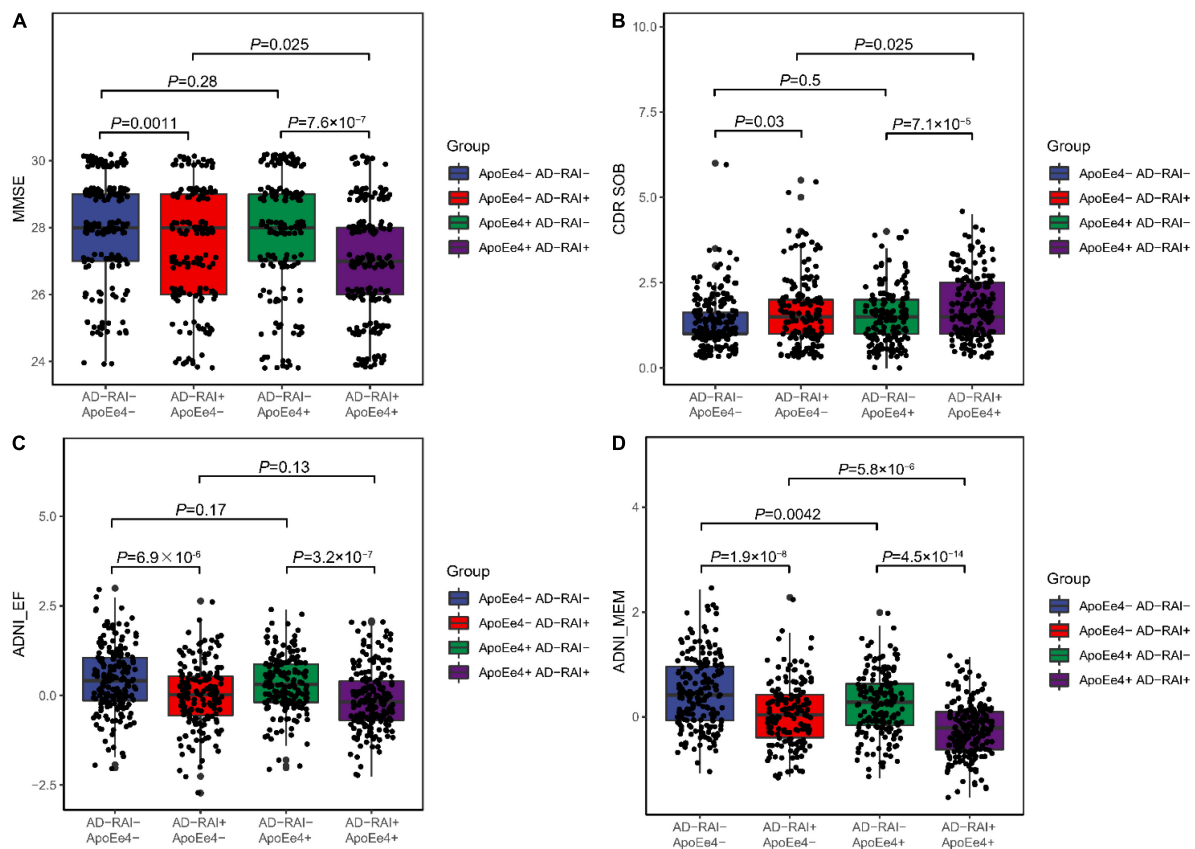 A
P=0.025
P=0.28
P=0.0011
P=7.6×10⁻⁷
MMSE
30
28
26
24
AD−RAI− AD−RAI+ AD−RAI− AD−RAI+
ApoEe4− ApoEe4− ApoEe4+ ApoEe4+
Group
ApoEe4− AD−RAI−
ApoEe4− AD−RAI+
ApoEe4+ AD−RAI−
ApoEe4+ AD−RAI+
B
P=0.025
P=0.5
P=0.03
P=7.1×10⁻⁵
CDR SOB
10.0
7.5
5.0
2.5
0.0
AD−RAI− AD−RAI+ AD−RAI− AD−RAI+
ApoEe4− ApoEe4− ApoEe4+ ApoEe4+
Group
ApoEe4− AD−RAI−
ApoEe4− AD−RAI+
ApoEe4+ AD−RAI−
ApoEe4+ AD−RAI+
C
P=0.13
P=0.17
P=6.9×10⁻⁶
P=3.2×10⁻⁷
ADNI_EF
5.0
2.5
0.0
−2.5
AD−RAI− AD−RAI+ AD−RAI− AD−RAI+
ApoEe4− ApoEe4− ApoEe4+ ApoEe4+
Group
ApoEe4− AD−RAI−
ApoEe4− AD−RAI+
ApoEe4+ AD−RAI−
ApoEe4+ AD−RAI+
D
P=5.8×10⁻⁶
P=0.0042
P=1.9×10⁻⁸
P=4.5×10⁻¹⁴
ADNI_MEM
4
2
0
AD−RAI− AD−RAI+ AD−RAI− AD−RAI+
ApoEe4− ApoEe4− ApoEe4+ ApoEe4+
Group
ApoEe4− AD−RAI−
ApoEe4− AD−RAI+
ApoEe4+ AD−RAI−
ApoEe4+ AD−RAI+